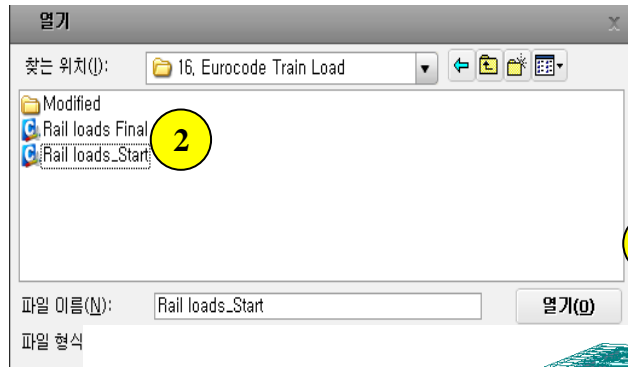 열기
찾는 위치(I): 16. Eurocode Train Load
Modified
Rail loads Final
2
Rail loads_Start
파일 이름(N): Rail loads_Start 열기(O)
파일 형식